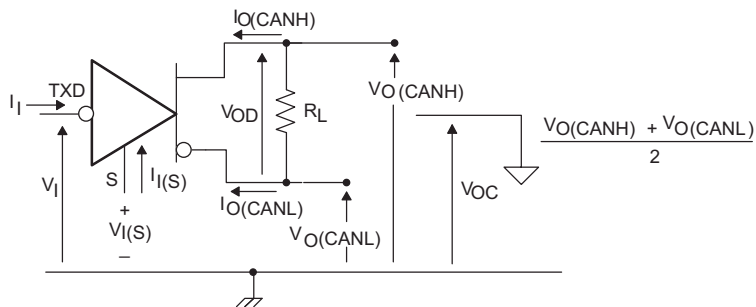 IO(CANH)
TXD
II
VO(CANH)
VOD
RL
VO(CANH) + VO(CANL)
2
VI
S
II(S)
IO(CANL)
VOC
+
VI(S)
–
VO(CANL)